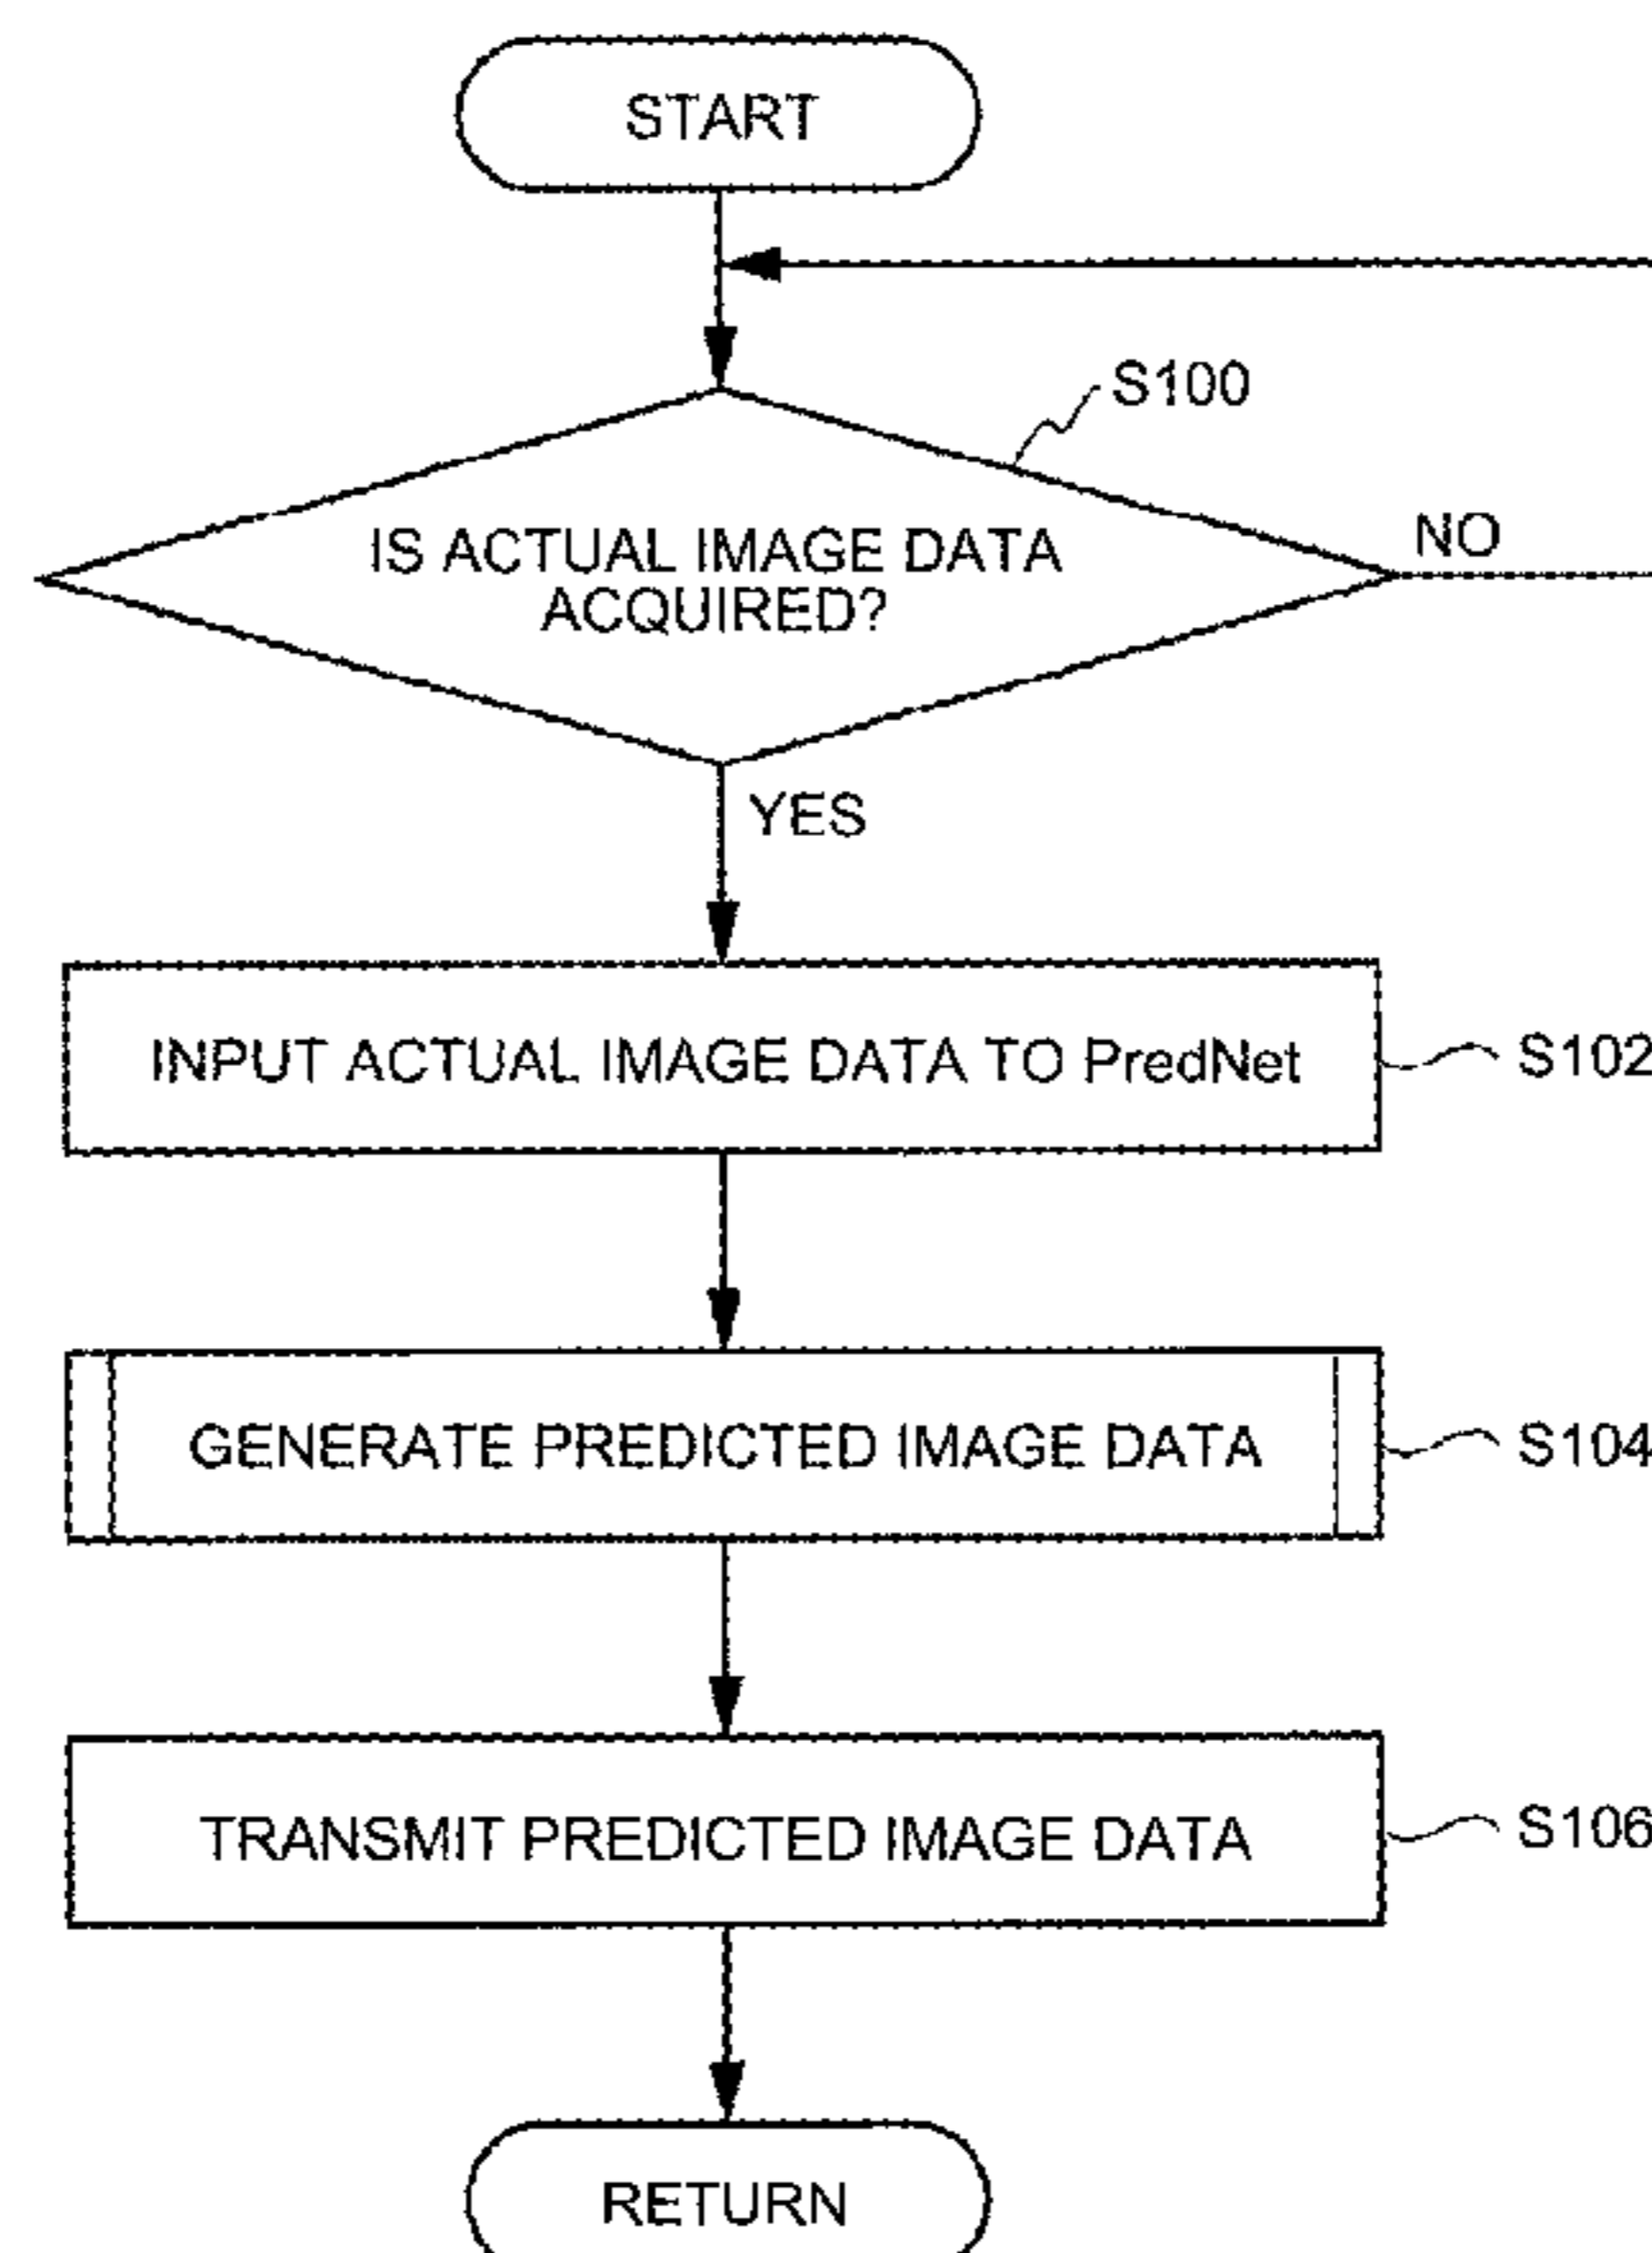 START
S100
IS ACTUAL IMAGE DATA
ACQUIRED?
NO
YES
INPUT ACTUAL IMAGE DATA TO PredNet
S102
GENERATE PREDICTED IMAGE DATA
S104
TRANSMIT PREDICTED IMAGE DATA
S106
RETURN